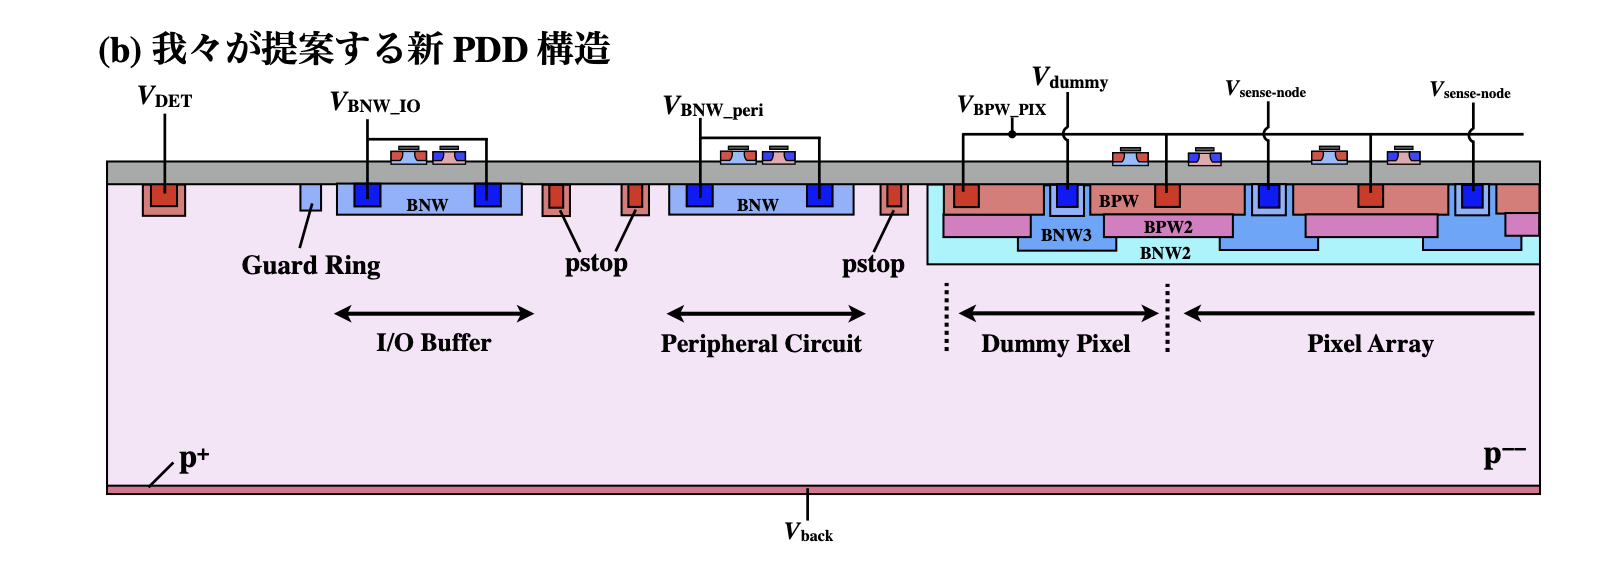 (b) 我々が提案する新 PDD 構造
VDET
VBNW_IO
VBNW_peri
VBPW_PIX
Vdummy
Vsense-node
Vsense-node
BNW
BNW
BPW
BPW2
BNW3
BNW2
Guard Ring
pstop
pstop
I/O Buffer
Peripheral Circuit
Dummy Pixel
Pixel Array
p+
p−−
Vback